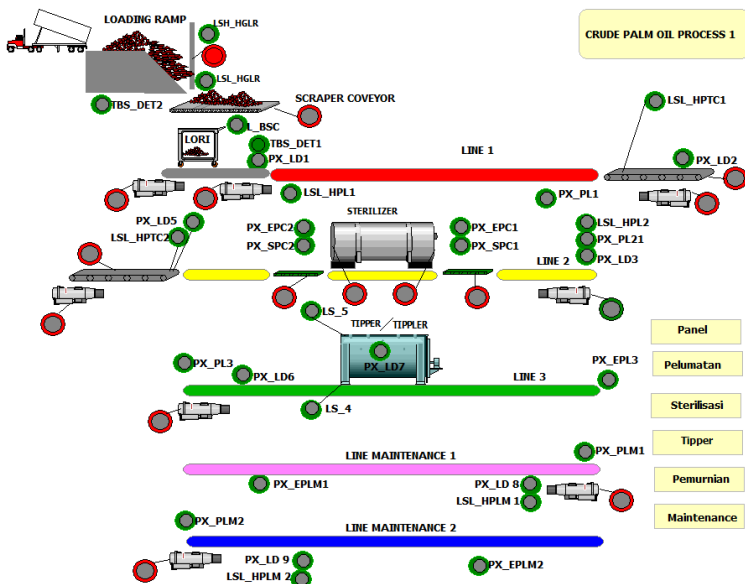 LOADING RAMP
LSH_HGLR
CRUDE PALM OIL PROCESS 1
LSL_HGLR
TBS_DET2
SCRAPER COVEYOR
LSL_HPTC1
L_BSC
LORI
TBS_DET1
PX_LD1
LINE 1
PX_LD2
LSL_HPL1
PX_PL1
PX_LD5
LSL_HPTC2
STERILIZER
PX_EPC2
PX_SPC2
PX_EPC1
PX_SPC1
LSL_HPL2
PX_PL21
PX_LD3
LINE 2
LS_5
TIPPER TIPPLER
Panel
PX_LD7
PX_PL3
PX_LD6
LINE 3
PX_EPL3
Pelumatan
LS_4
Sterilisasi
Tipper
LINE MAINTENANCE 1
PX_PLM1
PX_EPLM1
PX_LD 8
LSL_HPLM 1
Pemurnian
PX_PLM2
LINE MAINTENANCE 2
Maintenance
PX_LD 9
LSL_HPLM 2
PX_EPLM2